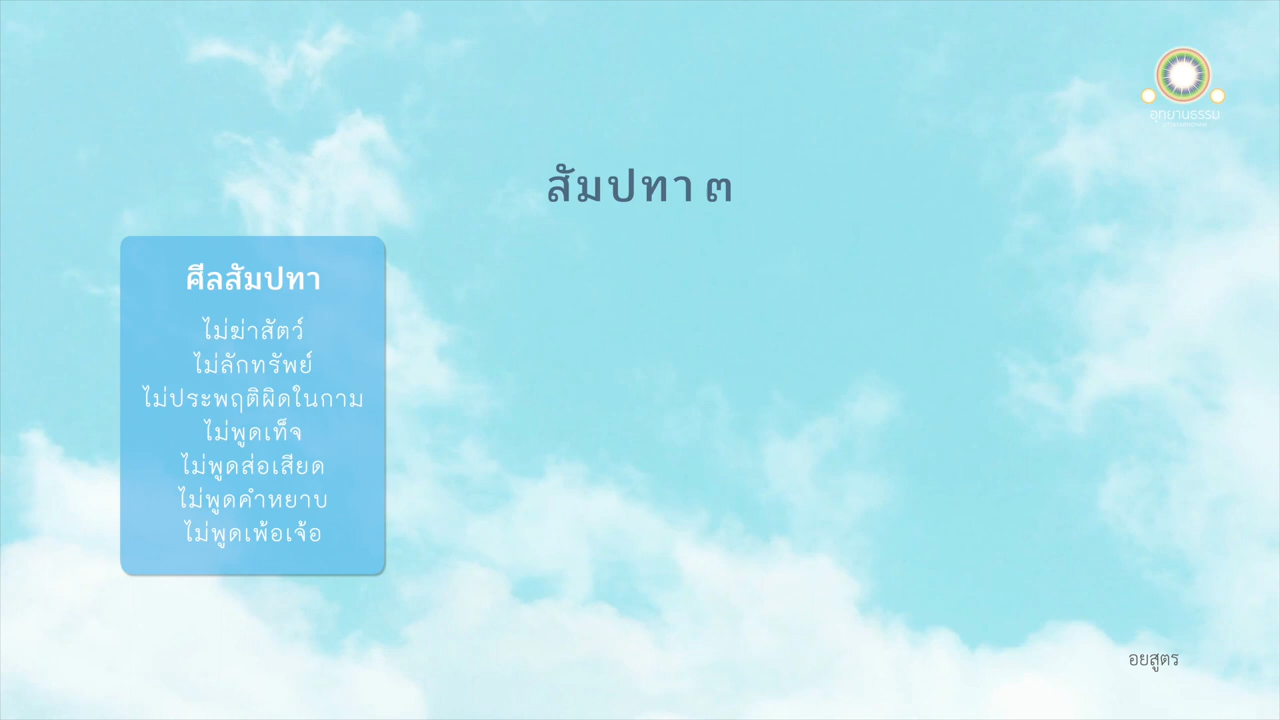 อุทยานธรรม
สัมปทา ๓
ศีลสัมปทา
ไม่ฆ่าสัตว์
ไม่ลักทรัพย์
ไม่ประพฤติผิดในกาม
ไม่พูดเท็จ
ไม่พูดส่อเสียด
ไม่พูดคำหยาบ
ไม่พูดเพ้อเจ้อ
อยสูตร